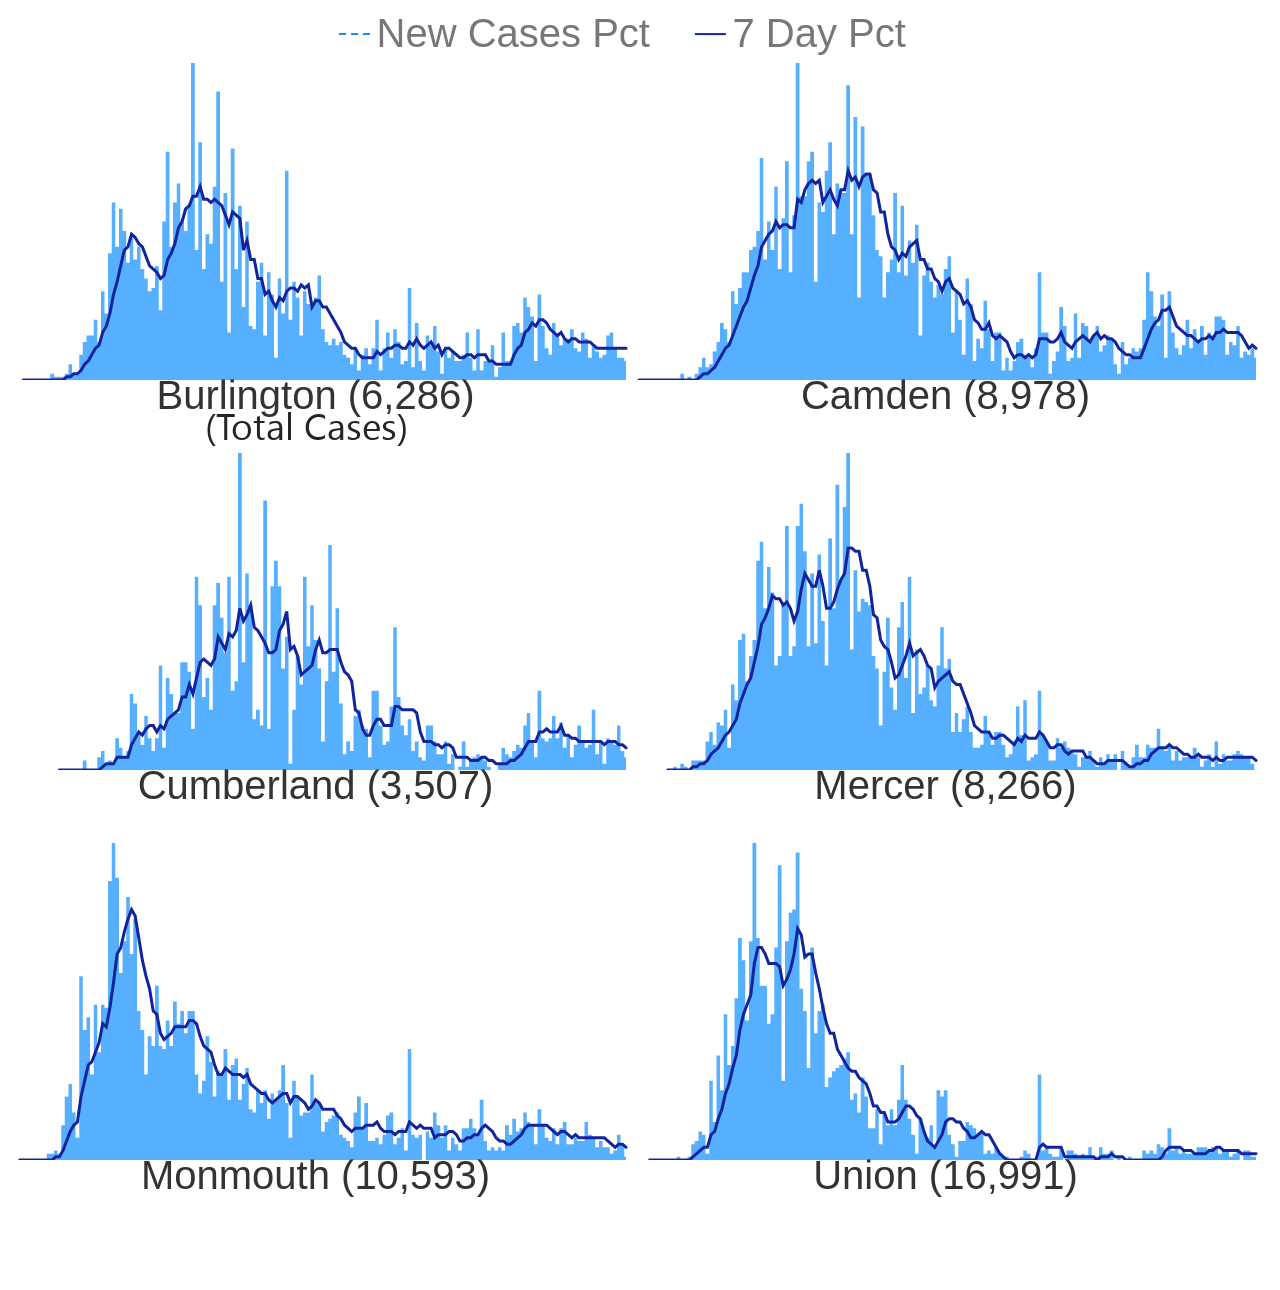 New Cases Pct 7 Day Pct
Burlington (6,286) Camden (8,978)
(Total Cases)
Cumberland (3,507) Mercer (8,266)
Monmouth (10,593) Union (16,991)